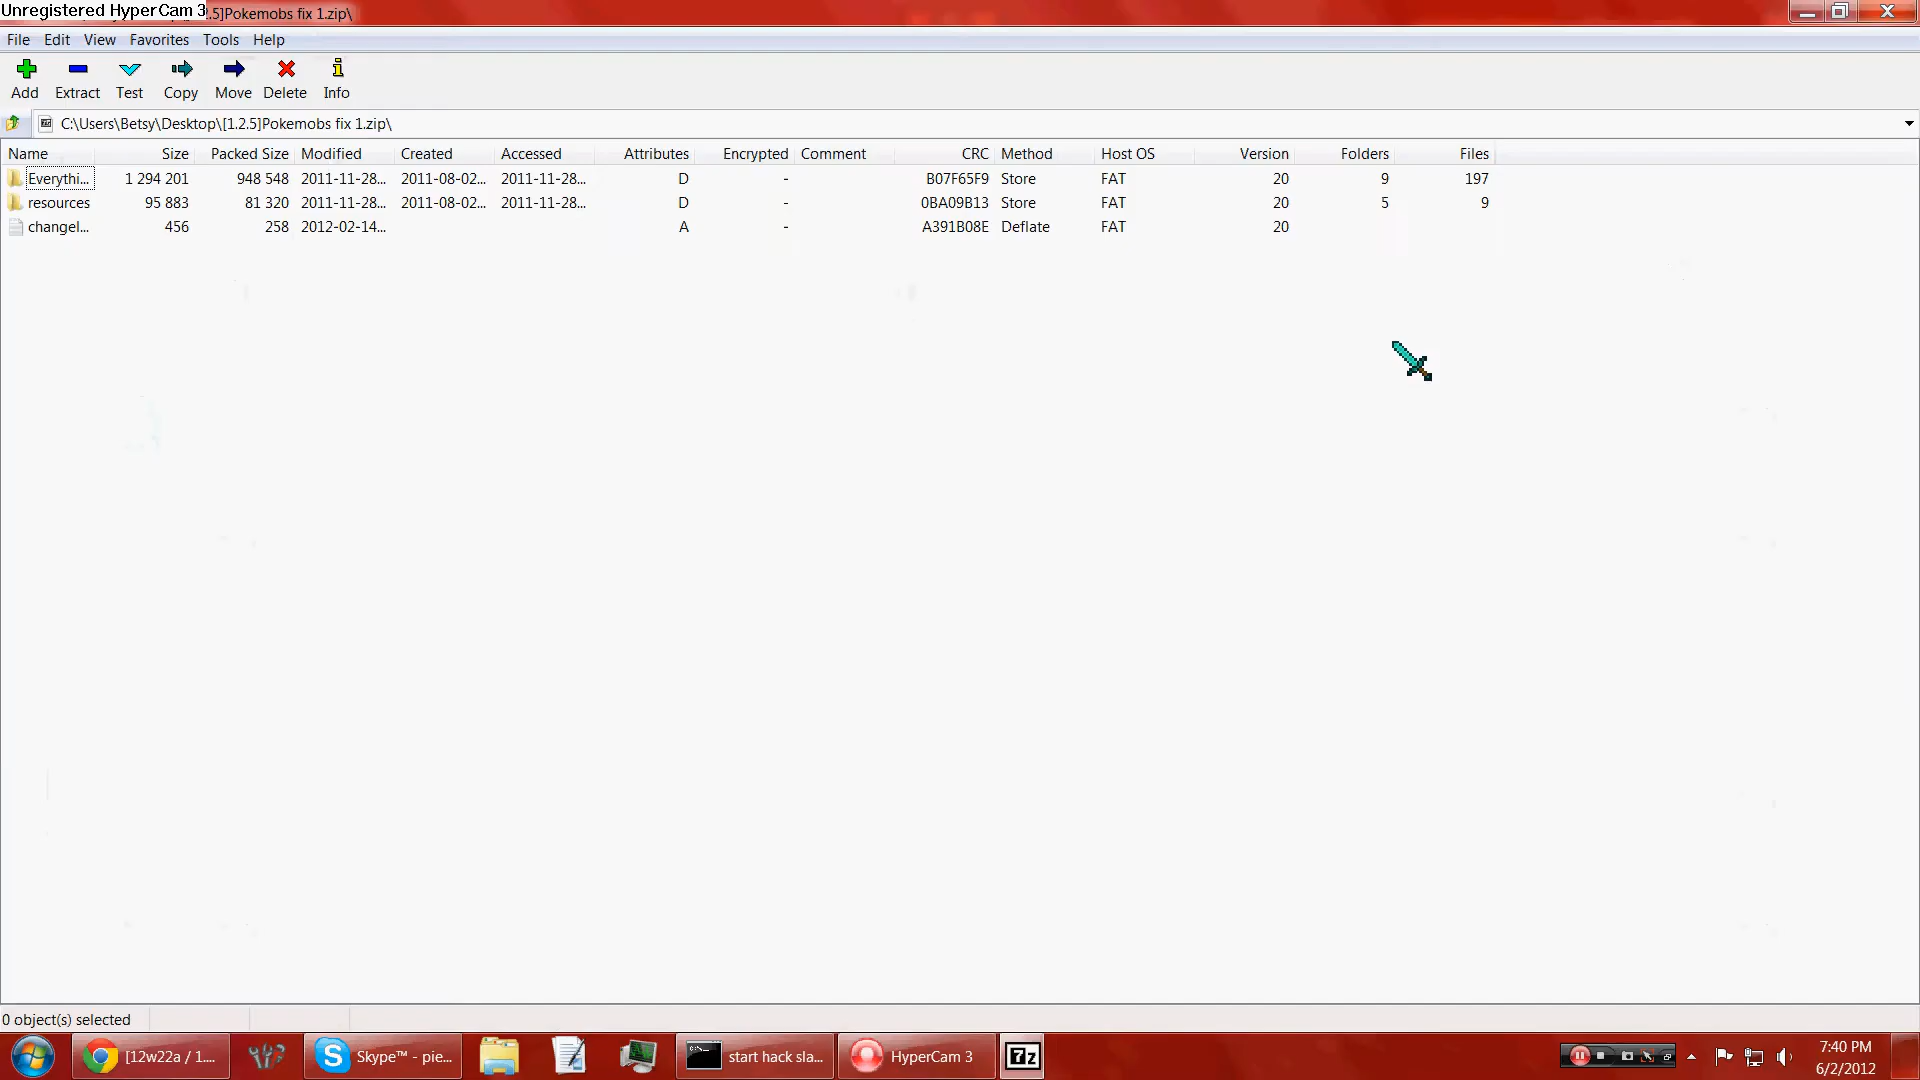 Unregistered HyperCam 3 .5]Pokemobs fix 1.zip\
File Edit View Favorites Tools Help
Add Extract Test Copy Move Delete Info
C:\Users\Betsy\Desktop\[1.2.5]Pokemobs fix 1.zip\
Name Size Packed Size Modified Created Accessed Attributes Encrypted Comment CRC Method Host OS Version Folders Files
Everythi... 1 294 201 948 548 2011-11-28... 2011-08-02... 2011-11-28... D - B07F65F9 Store FAT 20 9 197
resources 95 883 81 320 2011-11-28... 2011-08-02... 2011-11-28... D - 0BA09B13 Store FAT 20 5 9
changel... 456 258 2012-02-14... A - A391B08E Deflate FAT 20
0 object(s) selected
[12w22a / 1.... Skype™ - pie... start hack sla... HyperCam 3 7z 7:40 PM
6/2/2012